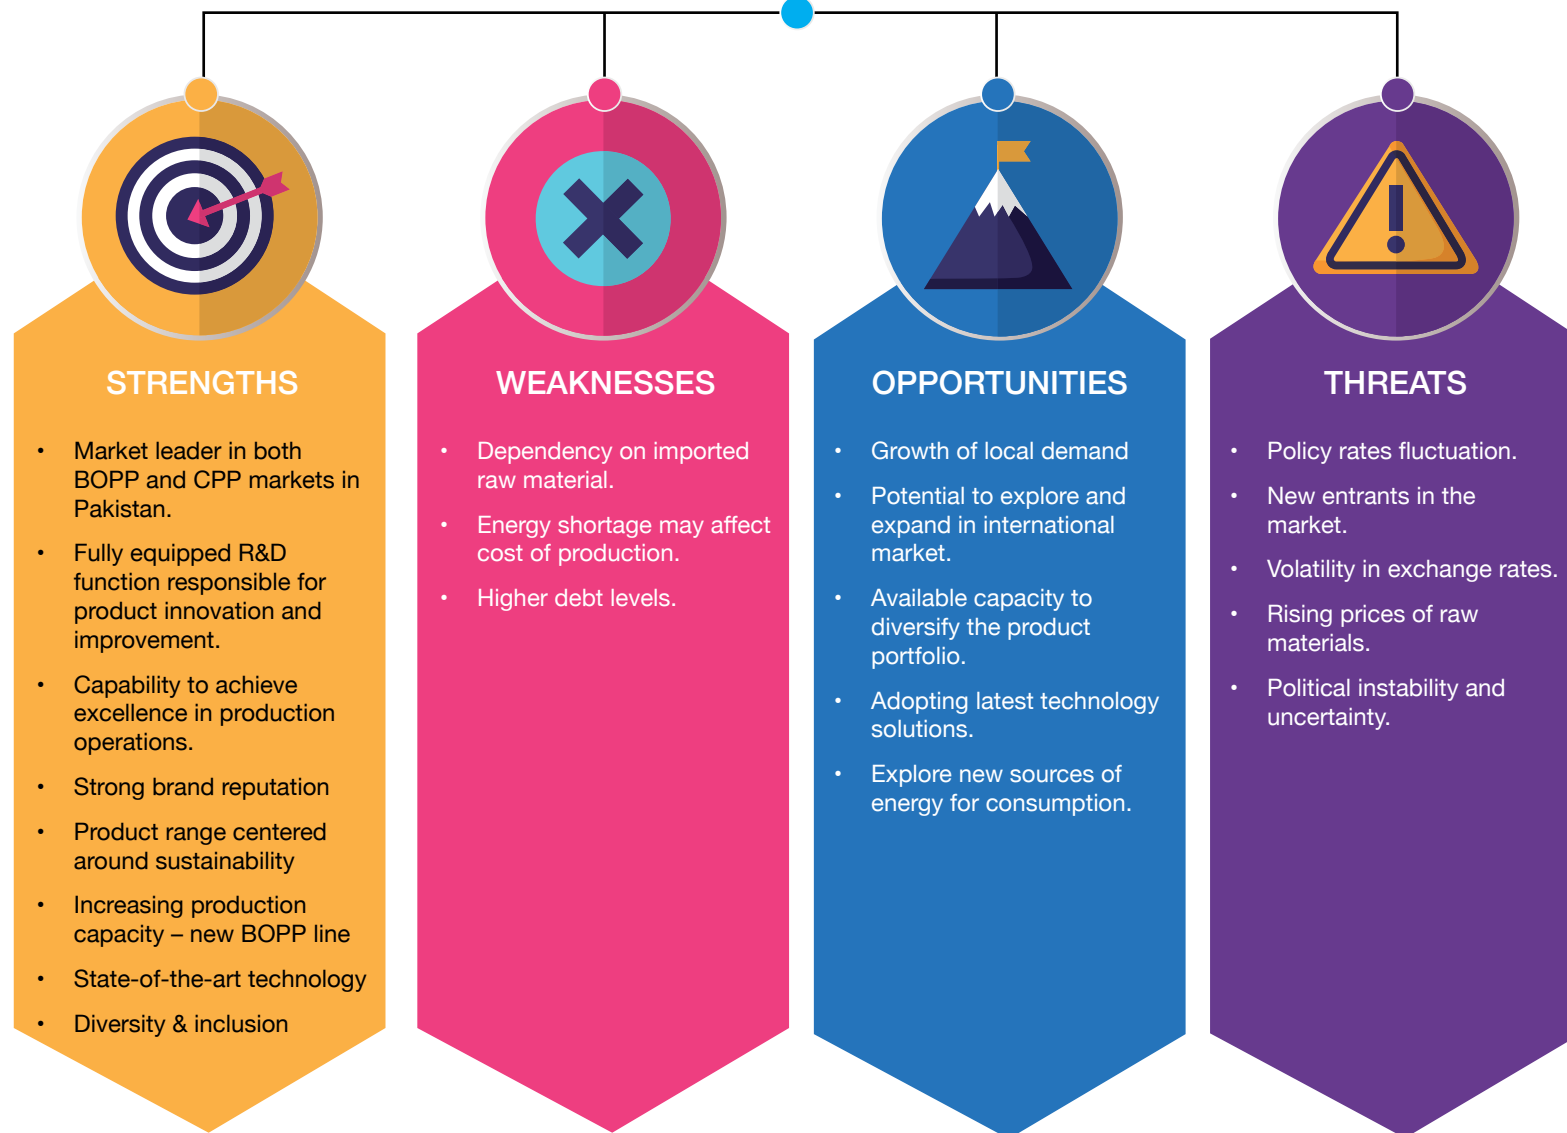 STRENGTHS
• Market leader in both
BOPP and CPP markets in
Pakistan.
• Fully equipped R&D
function responsible for
product innovation and
improvement.
• Capability to achieve
excellence in production
operations.
• Strong brand reputation
• Product range centered
around sustainability
• Increasing production
capacity – new BOPP line
• State-of-the-art technology
• Diversity & inclusion
WEAKNESSES
• Dependency on imported
raw material.
• Energy shortage may affect
cost of production.
• Higher debt levels.
OPPORTUNITIES
• Growth of local demand
• Potential to explore and
expand in international
market.
• Available capacity to
diversify the product
portfolio.
• Adopting latest technology
solutions.
• Explore new sources of
energy for consumption.
THREATS
• Policy rates fluctuation.
• New entrants in the
market.
• Volatility in exchange rates.
• Rising prices of raw
materials.
• Political instability and
uncertainty.